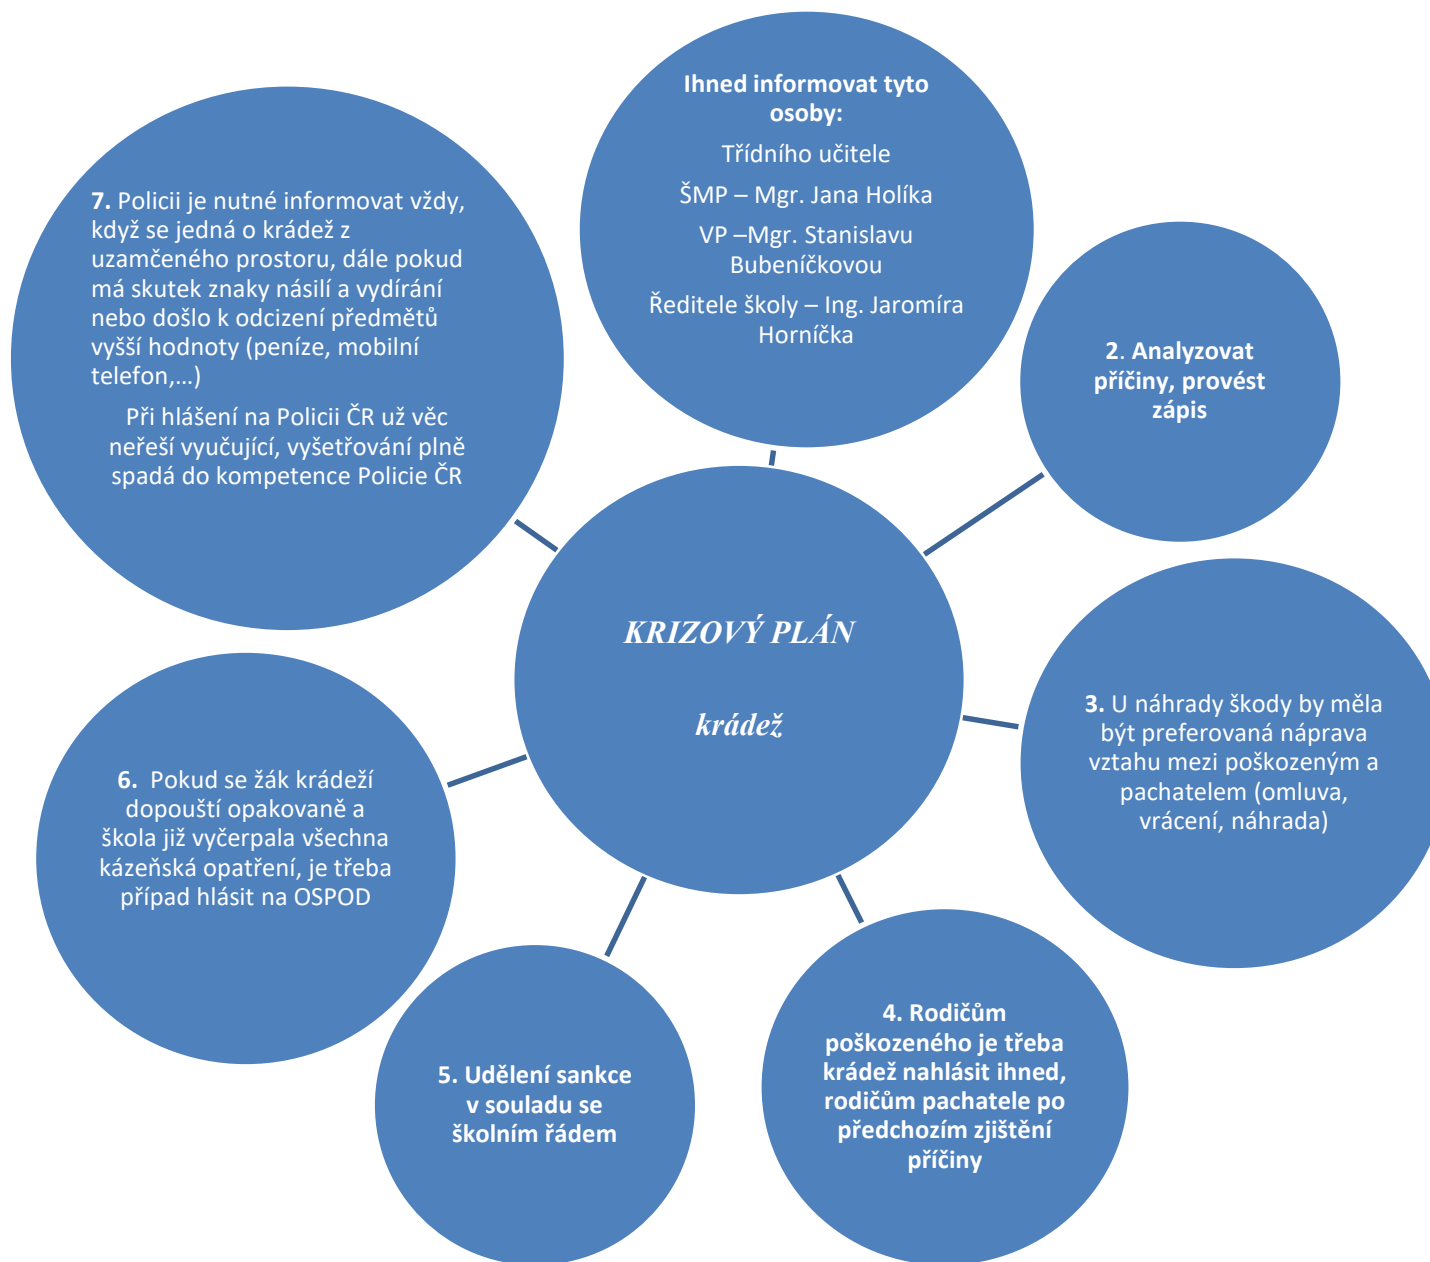 Ihned informovat tyto
osoby:
Třídního učitele
ŠMP – Mgr. Jana Holíka
VP –Mgr. Stanislavu
Bubeníčkovou
Ředitele školy – Ing. Jaromíra
Horníčka
2. Analyzovat
příčiny, provést
zápis
3. U náhrady škody by měla
být preferovaná náprava
vztahu mezi poškozeným a
pachatelem (omluva,
vrácení, náhrada)
4. Rodičům
poškozeného je třeba
krádež nahlásit ihned,
rodičům pachatele po
předchozím zjištění
příčiny
5. Udělení sankce
v souladu se
školním řádem
6. Pokud se žák krádeží
dopouští opakovaně a
škola již vyčerpala všechna
kázeňská opatření, je třeba
případ hlásit na OSPOD
7. Policii je nutné informovat vždy,
když se jedná o krádež z
uzamčeného prostoru, dále pokud
má skutek znaky násilí a vydírání
nebo došlo k odcizení předmětů
vyšší hodnoty (peníze, mobilní
telefon,...)
Při hlášení na Policii ČR už věc
neřeší vyučující, vyšetřování plně
spadá do kompetence Policie ČR
KRIZOVÝ PLÁN
krádež